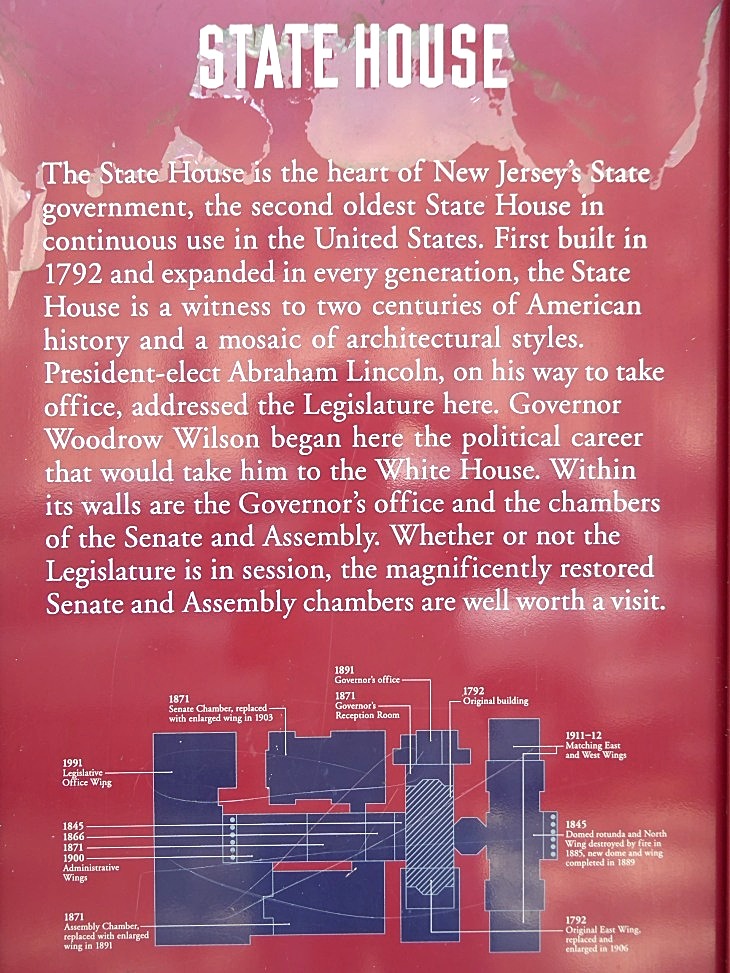 STATE HOUSE
The State House is the heart of New Jersey's State
government, the second oldest State House in
continuous use in the United States. First built in
1792 and expanded in every generation, the State
House is a witness to two centuries of American
history and a mosaic of architectural styles.
President-elect Abraham Lincoln, on his way to take
office, addressed the Legislature here. Governor
Woodrow Wilson began here the political career
that would take him to the White House. Within
its walls are the Governor's office and the chambers
of the Senate and Assembly. Whether or not the
Legislature is in session, the magnificently restored
Senate and Assembly chambers are well worth a visit.
1891
Governor's office
1871
Senate Chamber, replaced
with enlarged wing in 1903
1871
Governor's
Reception Room
1792
Original building
1991
Legislative
Office Wing
1911–12
Matching East
and West Wings
1845
1866
1871
1900
Administrative
Wings
1845
Domed rotunda and North
Wing destroyed by fire in
1885, new dome and wing
completed in 1889
1871
Assembly Chamber,
replaced with enlarged
wing in 1891
1792
Original East Wing,
replaced and
enlarged in 1906